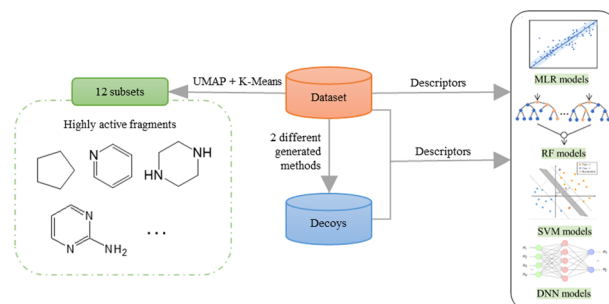 UMAP + K-Means
12 subsets
Highly active fragments
N
NH
HN
N
N
NH2
...
Dataset
2 different
generated
methods
Decoys
Descriptors
Descriptors
MLR models
...
RF models
SVM models
DNN models